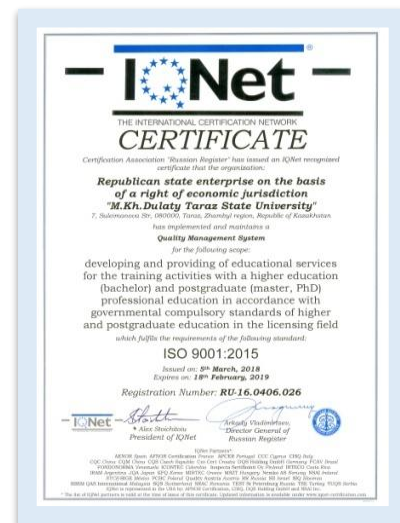 IQNet
®
THE INTERNATIONAL CERTIFICATION NETWORK
CERTIFICATE
Certification Association "Russian Register" has issued an IQNet recognized
certificate that the organization:
Republican state enterprise on the basis
of a right of economic jurisdiction
"M.Kh.Dulaty Taraz State University"
7, Suleimenova Str, 080000, Taraz, Zhambyl region, Republic of Kazakhstan
has implemented and maintains a
Quality Management System
for the following scope:
developing and providing of educational services
for the training activities with a higher education
(bachelor) and postgraduate (master, PhD)
professional education in accordance with
governmental compulsory standards of higher
and postgraduate education in the licensing field
which fulfils the requirements of the following standard:
ISO 9001:2015
Issued on: 5th March, 2018
Expires on: 18th February, 2019
Registration Number: RU-16.0406.026
IQNet
Alex Stoichitoiu
President of IQNet
Arkady Vladimirtsev,
Director General of
Russian Register
IQNet Partners*: